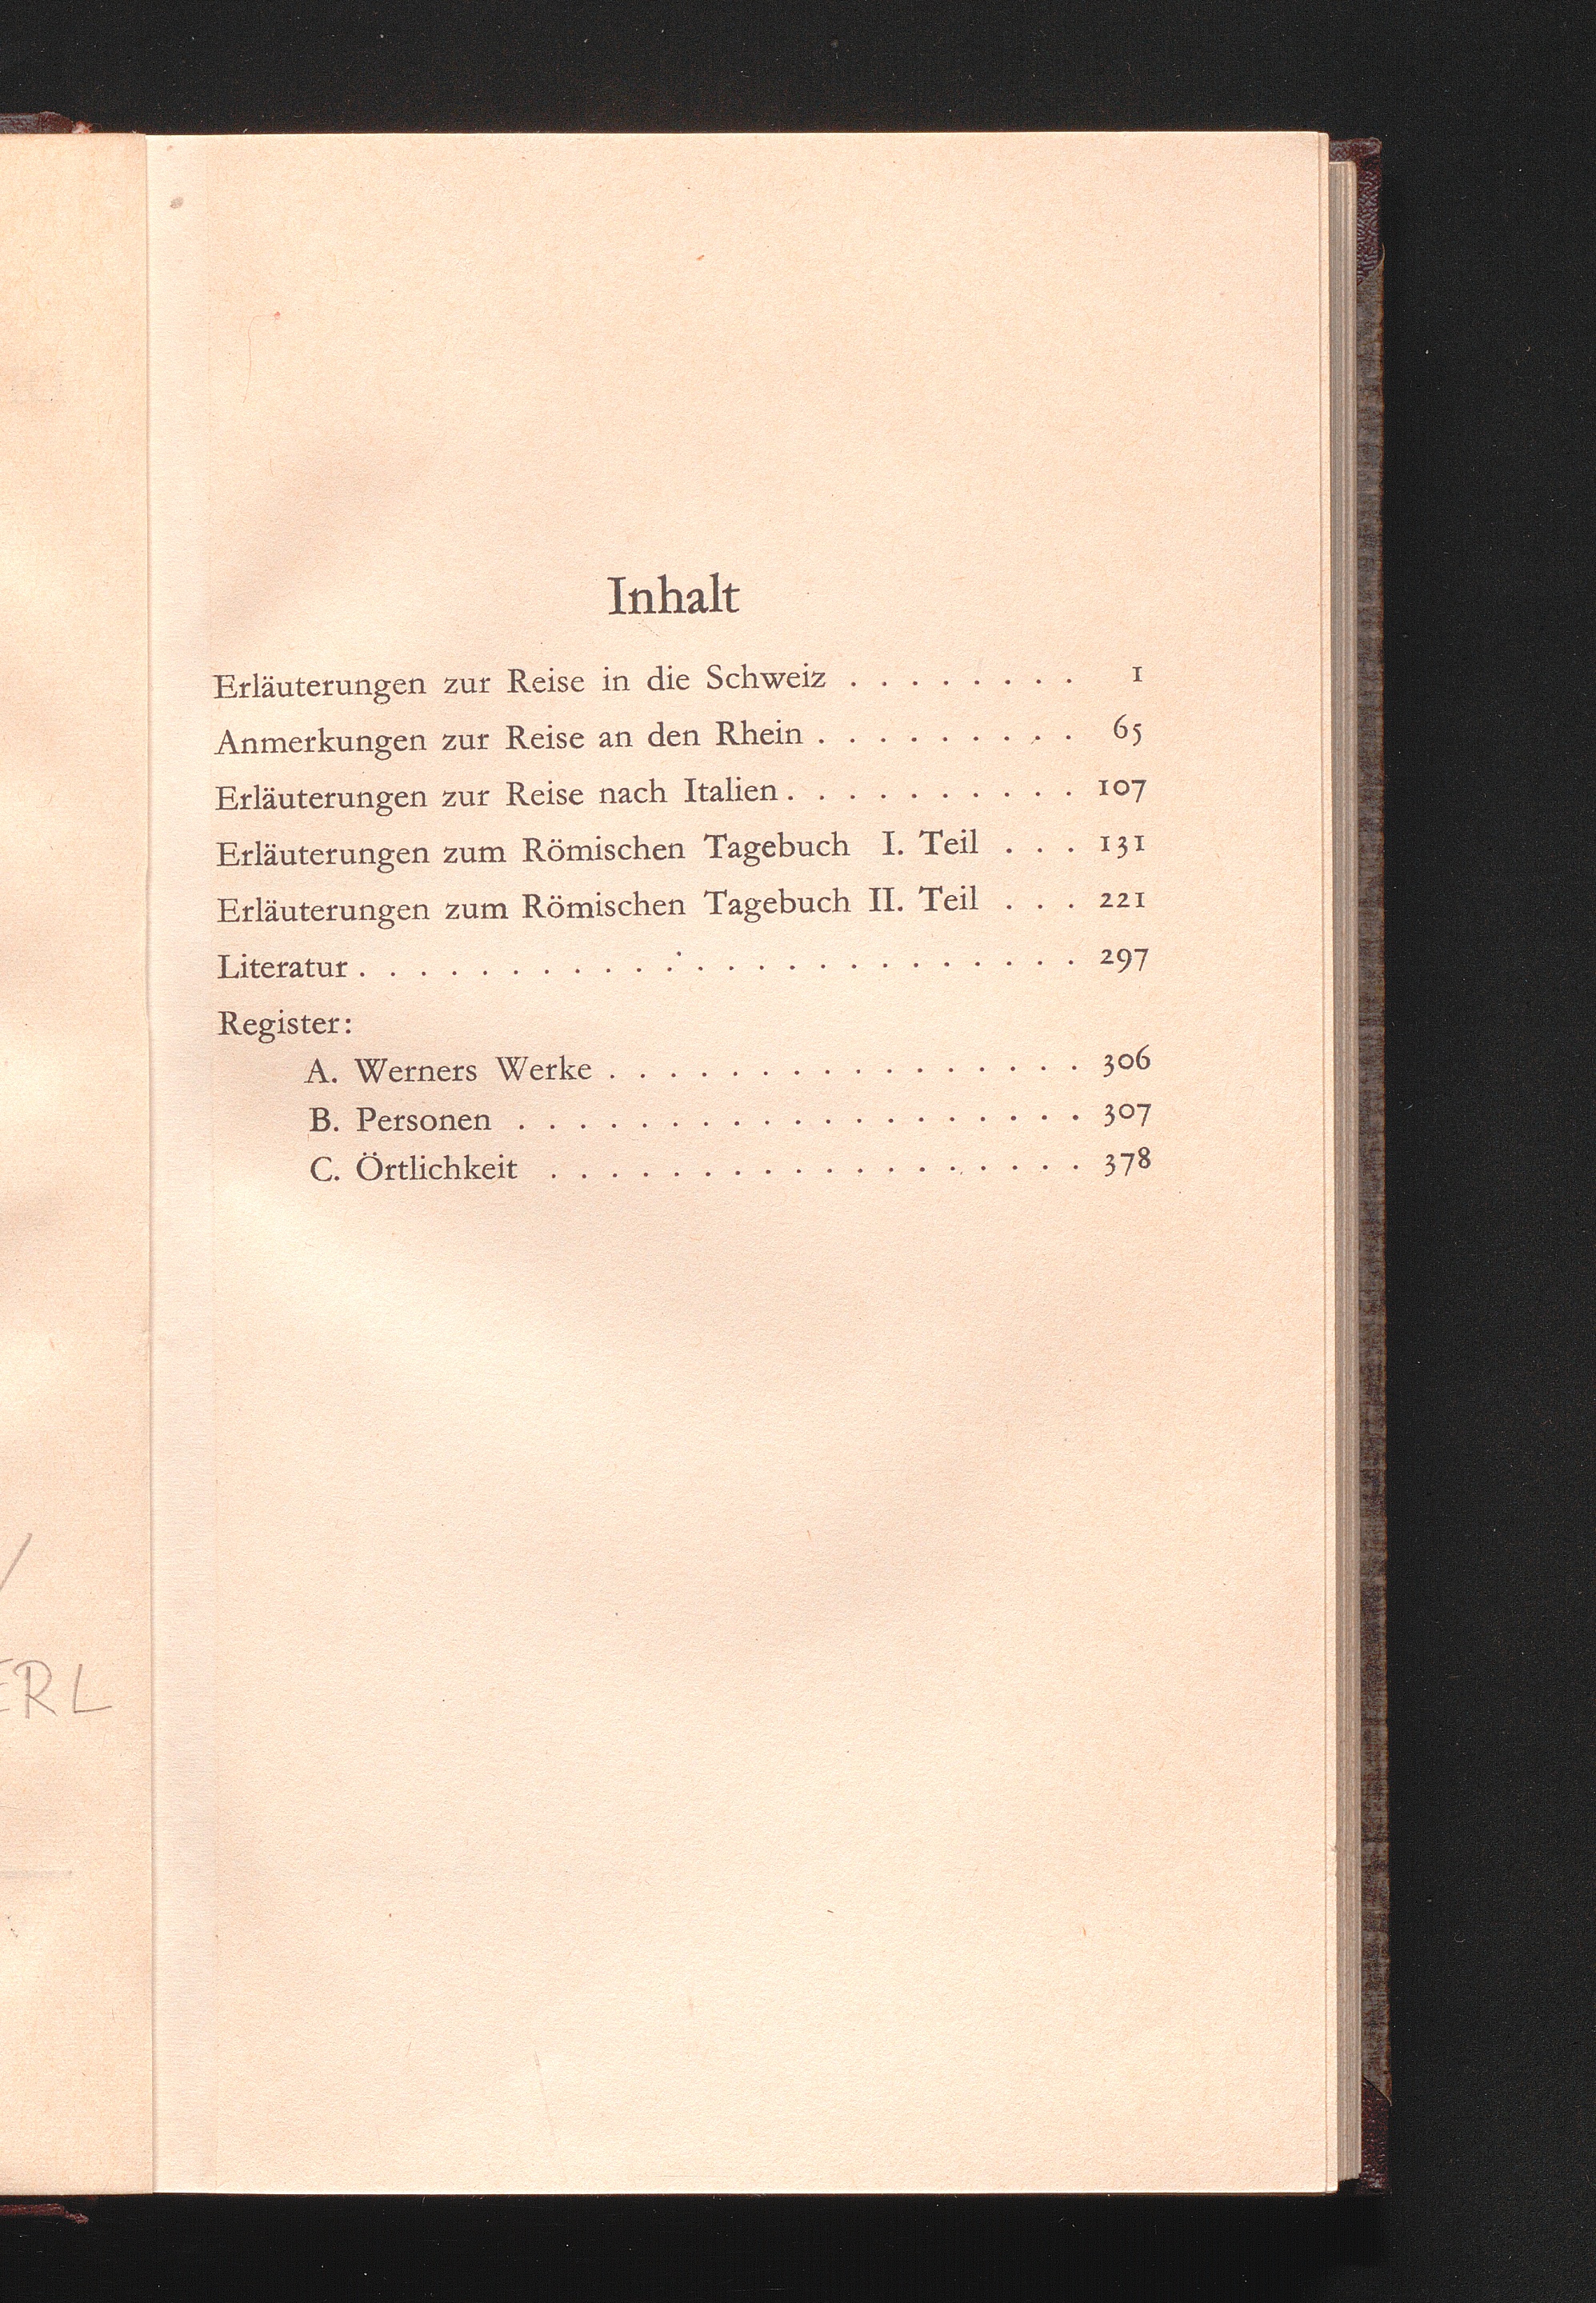 Inhalt
Erläuterungen zur Reise in die Schweiz . . . . . . . . 1
Anmerkungen zur Reise an den Rhein . . . . . . . . . 65
Erläuterungen zur Reise nach Italien . . . . . . . . . . 107
Erläuterungen zum Römischen Tagebuch I. Teil . . . 131
Erläuterungen zum Römischen Tagebuch II. Teil . . . 221
Literatur . . . . . . . . . . . . . . . . . . . . . . . . 297
Register:
A. Werners Werke . . . . . . . . . . . . . . . . 306
B. Personen . . . . . . . . . . . . . . . . . . . 307
C. Örtlichkeit . . . . . . . . . . . . . . . . . . 378